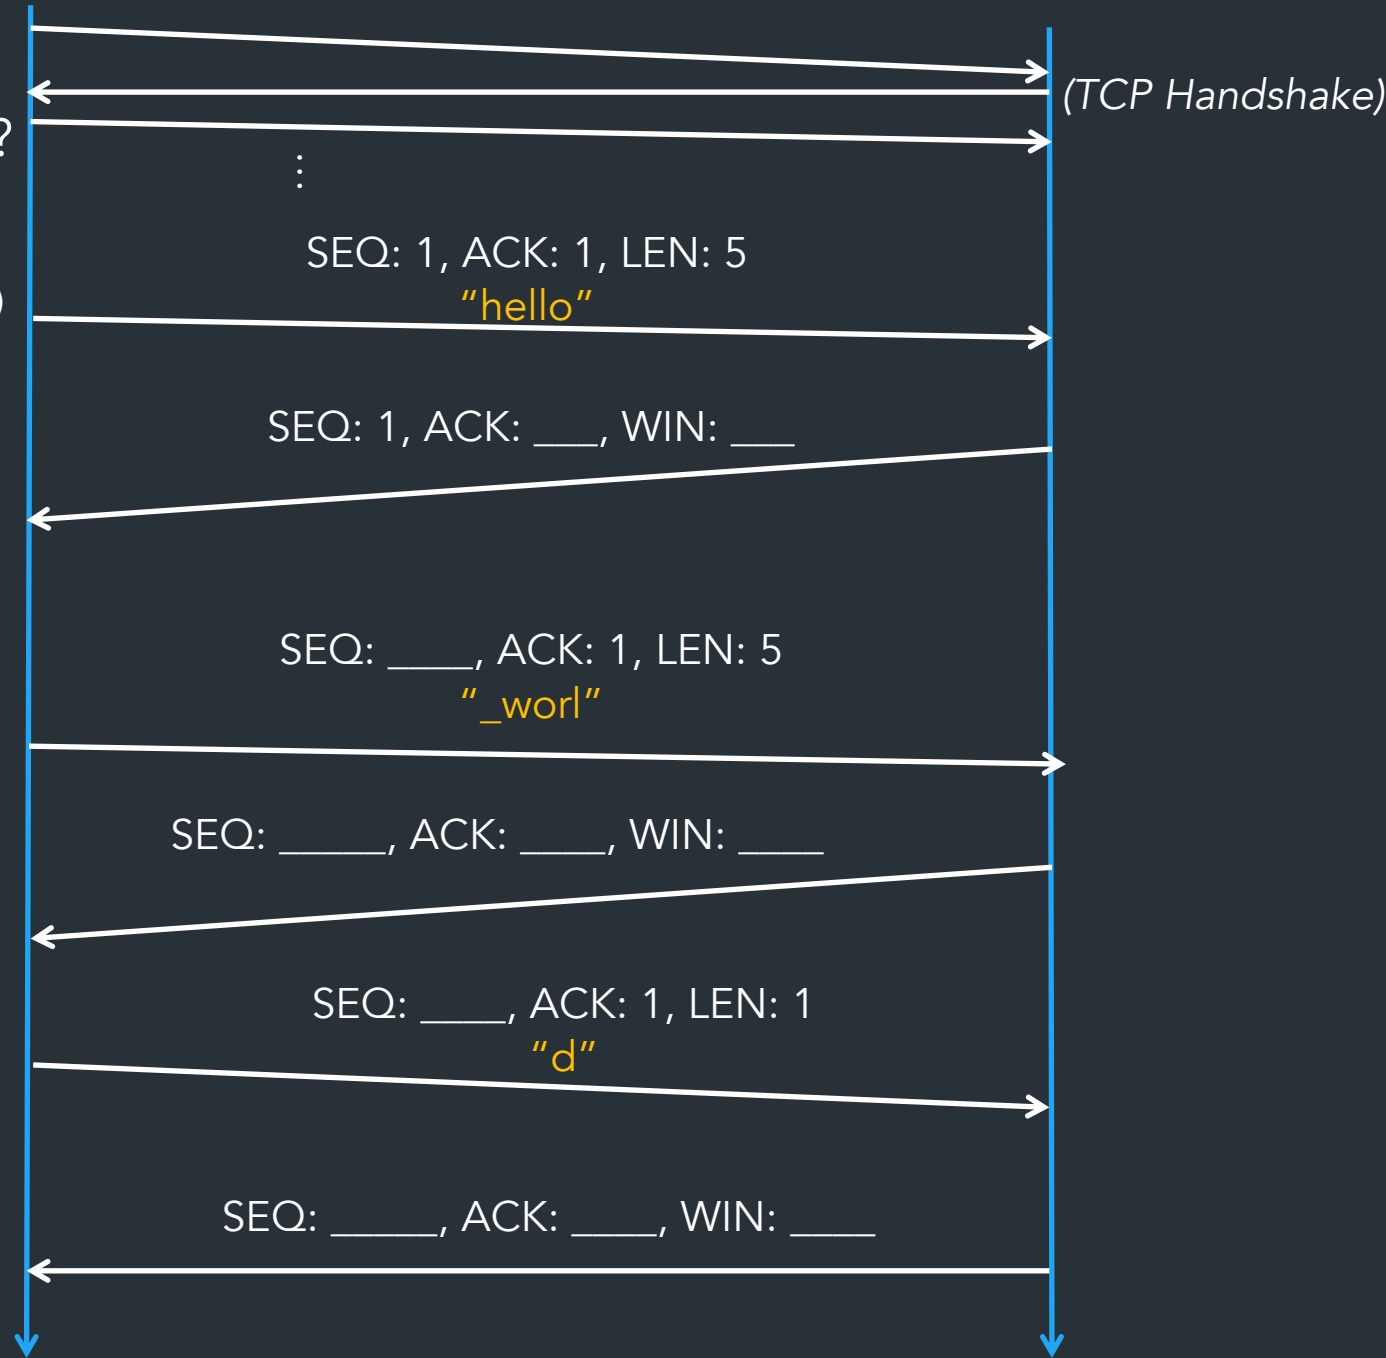 (TCP Handshake)
?
⋮
SEQ: 1, ACK: 1, LEN: 5
“hello”
)
SEQ: 1, ACK: ___, WIN: ___
SEQ: ____, ACK: 1, LEN: 5
“_worl”
SEQ: _____, ACK: ____, WIN: ____
SEQ: ____, ACK: 1, LEN: 1
“d”
SEQ: _____, ACK: ____, WIN: ____